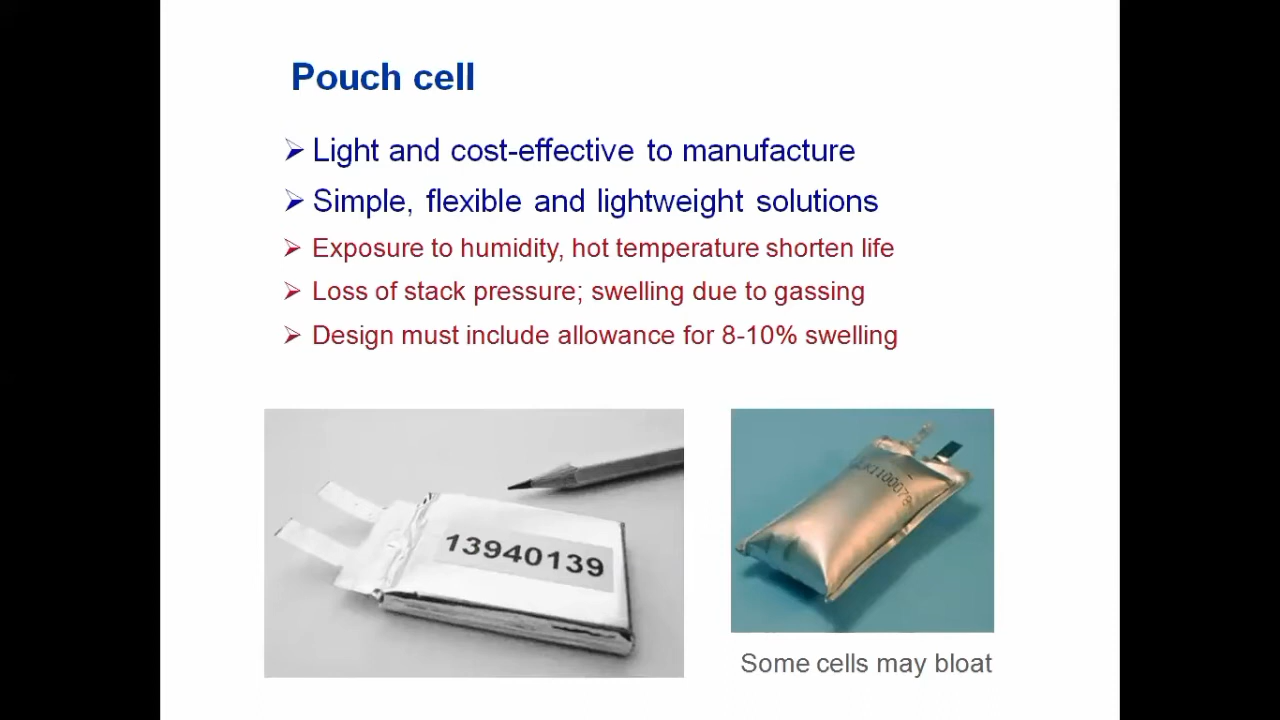 Pouch cell
Light and cost-effective to manufacture
Simple, flexible and lightweight solutions
Exposure to humidity, hot temperature shorten life
Loss of stack pressure; swelling due to gassing
Design must include allowance for 8-10% swelling
13940139
Some cells may bloat